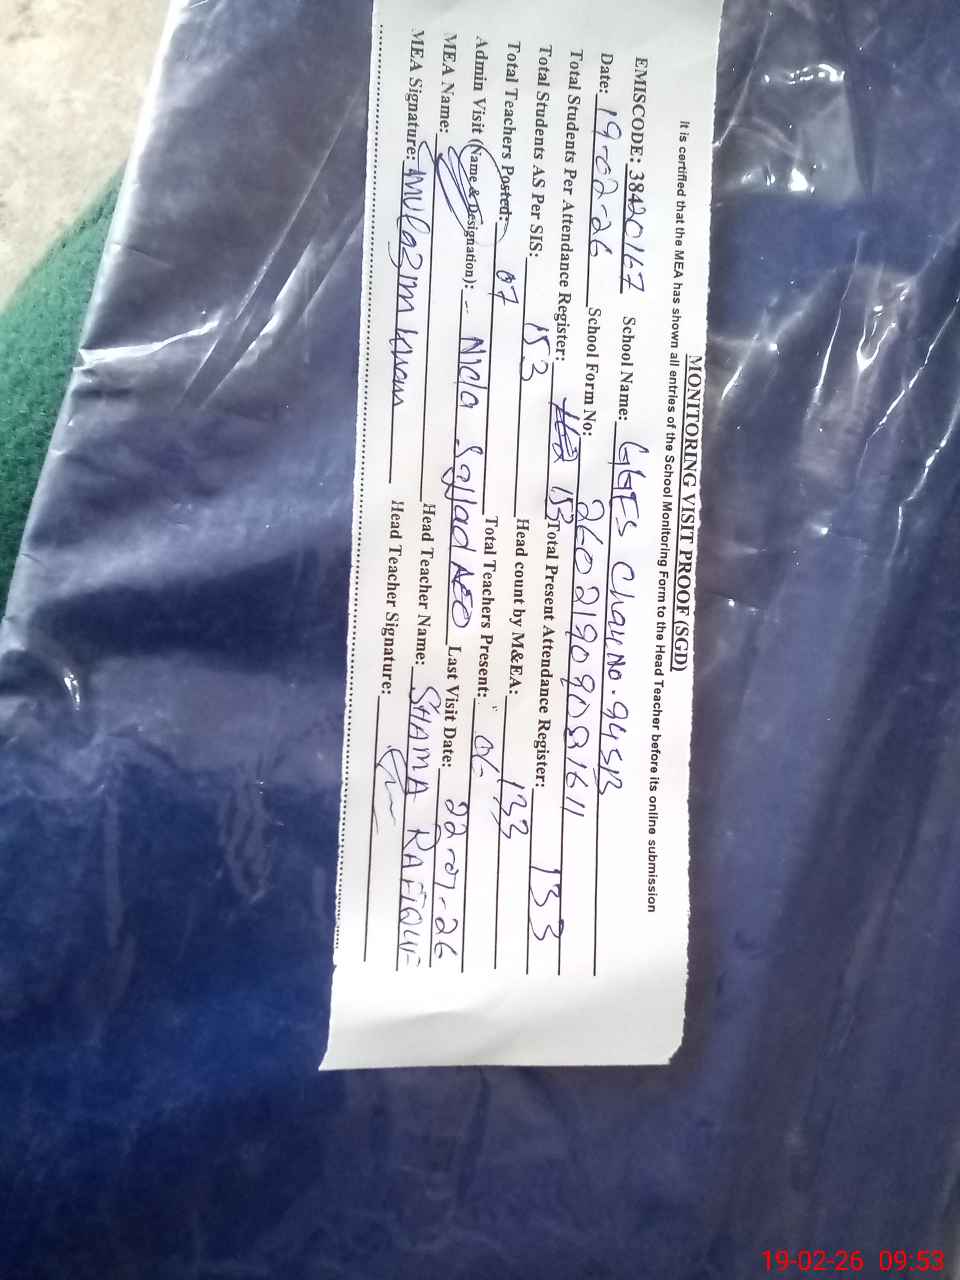 MONITORING VISIT PROOF (SGD)
It is certified that the MEA has shown all entries of the School Monitoring Form to the Head Teacher before its online submission
EMISCODE: 38420167 School Name: GGES Chak No. 94 SB
Date: 19-02-26 School Form No: 26021909081611
Total Students Per Attendance Register: 153 Total Present Attendance Register: 133
Total Students AS Per SIS: 153 Head count by M&EA: 133
Total Teachers Posted: 07 Total Teachers Present: 06
Admin Visit (Name & Designation): - Nida Sajjad AEO Last Visit Date: 22-01-26
MEA Name: Head Teacher Name: SHAMA RAFIQUE
MEA Signature: Mulazim Khan Head Teacher Signature:
19-02-26 09:53